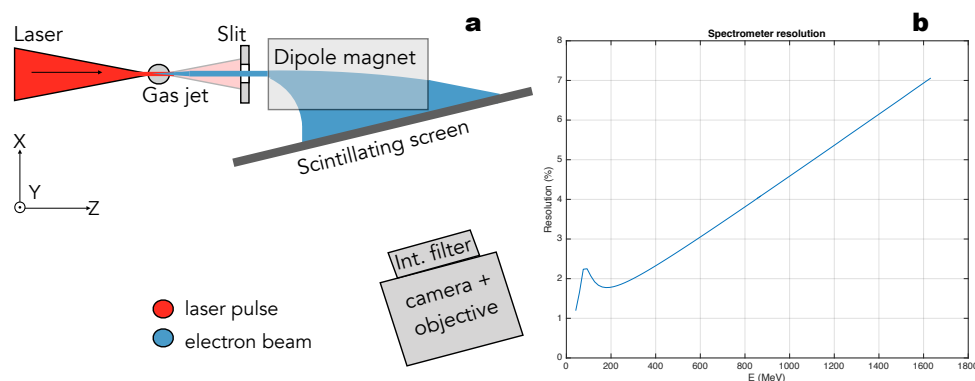 a
Laser
Slit
Dipole magnet
Gas jet
Scintillating screen
X
Y
Z
Int. filter
camera +
objective
laser pulse
electron beam
b
Spectrometer resolution
8
7
6
5
4
3
2
1
0
Resolution (%)
0 200 400 600 800 1000 1200 1400 1600 1800
E (MeV)